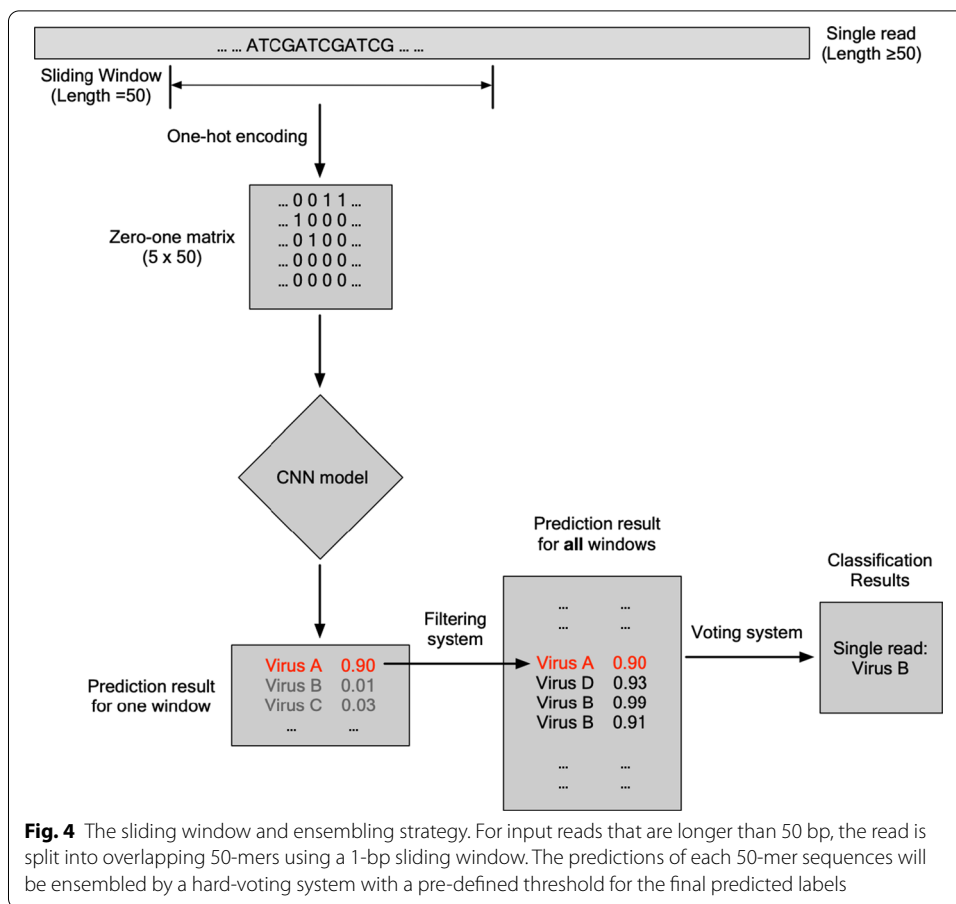 ... ... ATCGATCGATCG ... ...
Single read
(Length ≥50)
Sliding Window
(Length =50)
One-hot encoding
Zero-one matrix
(5 x 50)
... 0 0 1 1 ...
... 1 0 0 0 ...
... 0 1 0 0 ...
... 0 0 0 0 ...
... 0 0 0 0 ...
CNN model
Prediction result
for one window
Virus A 0.90
Virus B 0.01
Virus C 0.03
... ...
Filtering
system
Prediction result
for all windows
... ...
... ...
Virus A 0.90
Virus D 0.93
Virus B 0.99
Virus B 0.91
... ...
... ...
Voting system
Classification
Results
Single read:
Virus B
Fig. 4 The sliding window and ensembling strategy. For input reads that are longer than 50 bp, the read is
split into overlapping 50-mers using a 1-bp sliding window. The predictions of each 50-mer sequences will
be ensembled by a hard-voting system with a pre-defined threshold for the final predicted labels